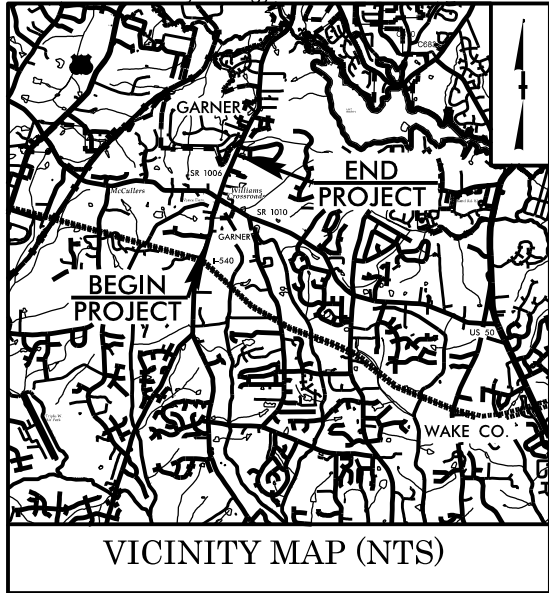 GARNER
SR 1006
END
PROJECT
McCullers
Williams
Crossroads
SR 1010
GARNER
I-540
BEGIN
PROJECT
US 50
WAKE CO.
VICINITY MAP (NTS)